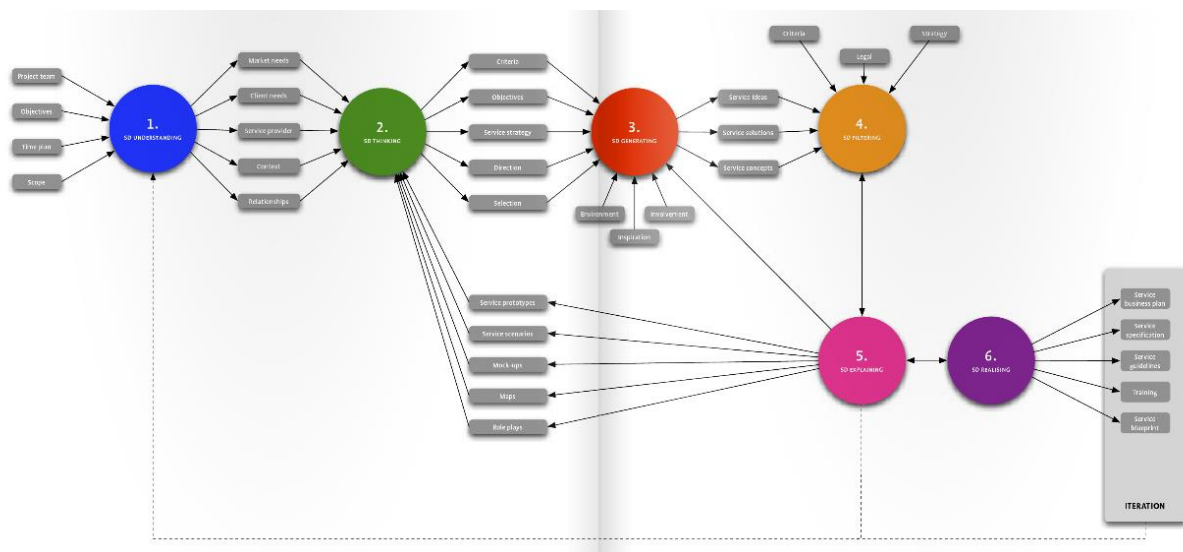 Project team
Objectives
Time plan
Scope
1.
SD UNDERSTANDING
Market needs
Client needs
Service provider
Context
Relationships
2.
SD THINKING
Criteria
Objectives
Service strategy
Direction
Selection
3.
SD GENERATING
Environment
Inspiration
Involvement
Service ideas
Service solutions
Service concepts
Criteria
Legal
Strategy
4.
SD FILTERING
Service prototypes
Service scenarios
Mock-ups
Maps
Role plays
5.
SD EXPLAINING
6.
SD REALISING
Service
business plan
Service
specification
Service
guidelines
Training
Service
blueprint
ITERATION